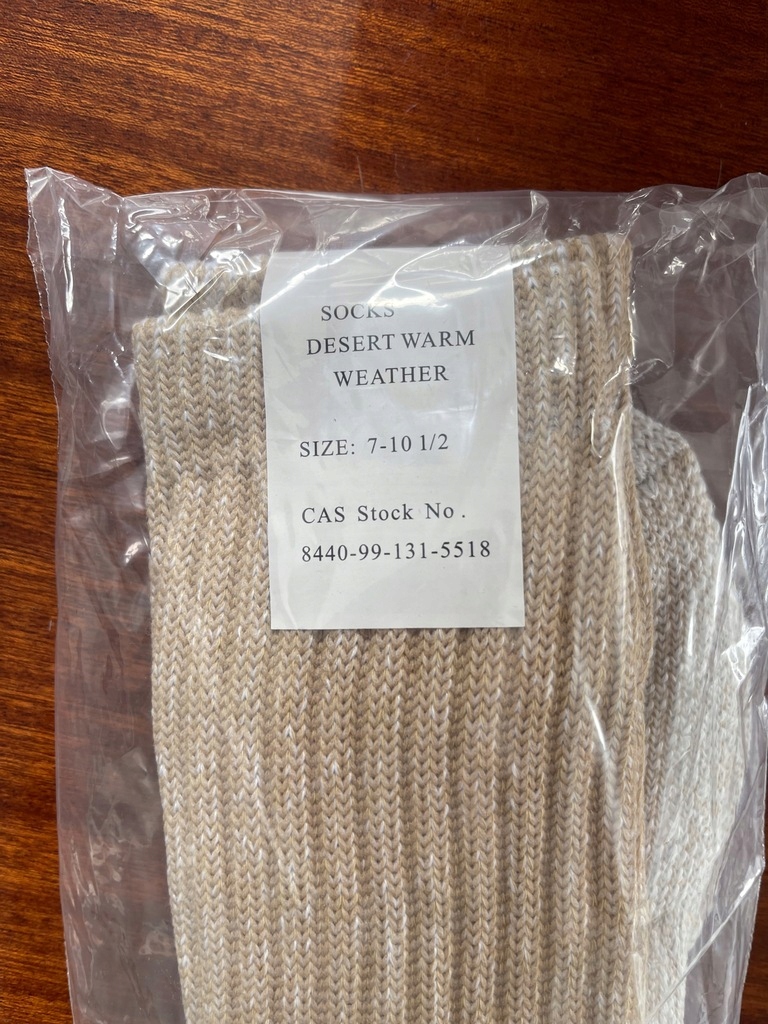 SOCKS
DESERT WARM
WEATHER
SIZE: 7-10 1/2
CAS Stock No.
8440-99-131-5518